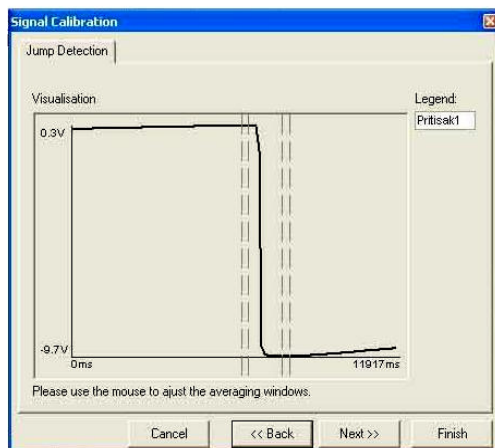 Signal Calibration
Jump Detection
Visualisation
Legend:
Pritisak1
0.3V
-9.7V
0ms
11917ms
Please use the mouse to ajust the averaging windows.
Cancel
<< Back
Next >>
Finish